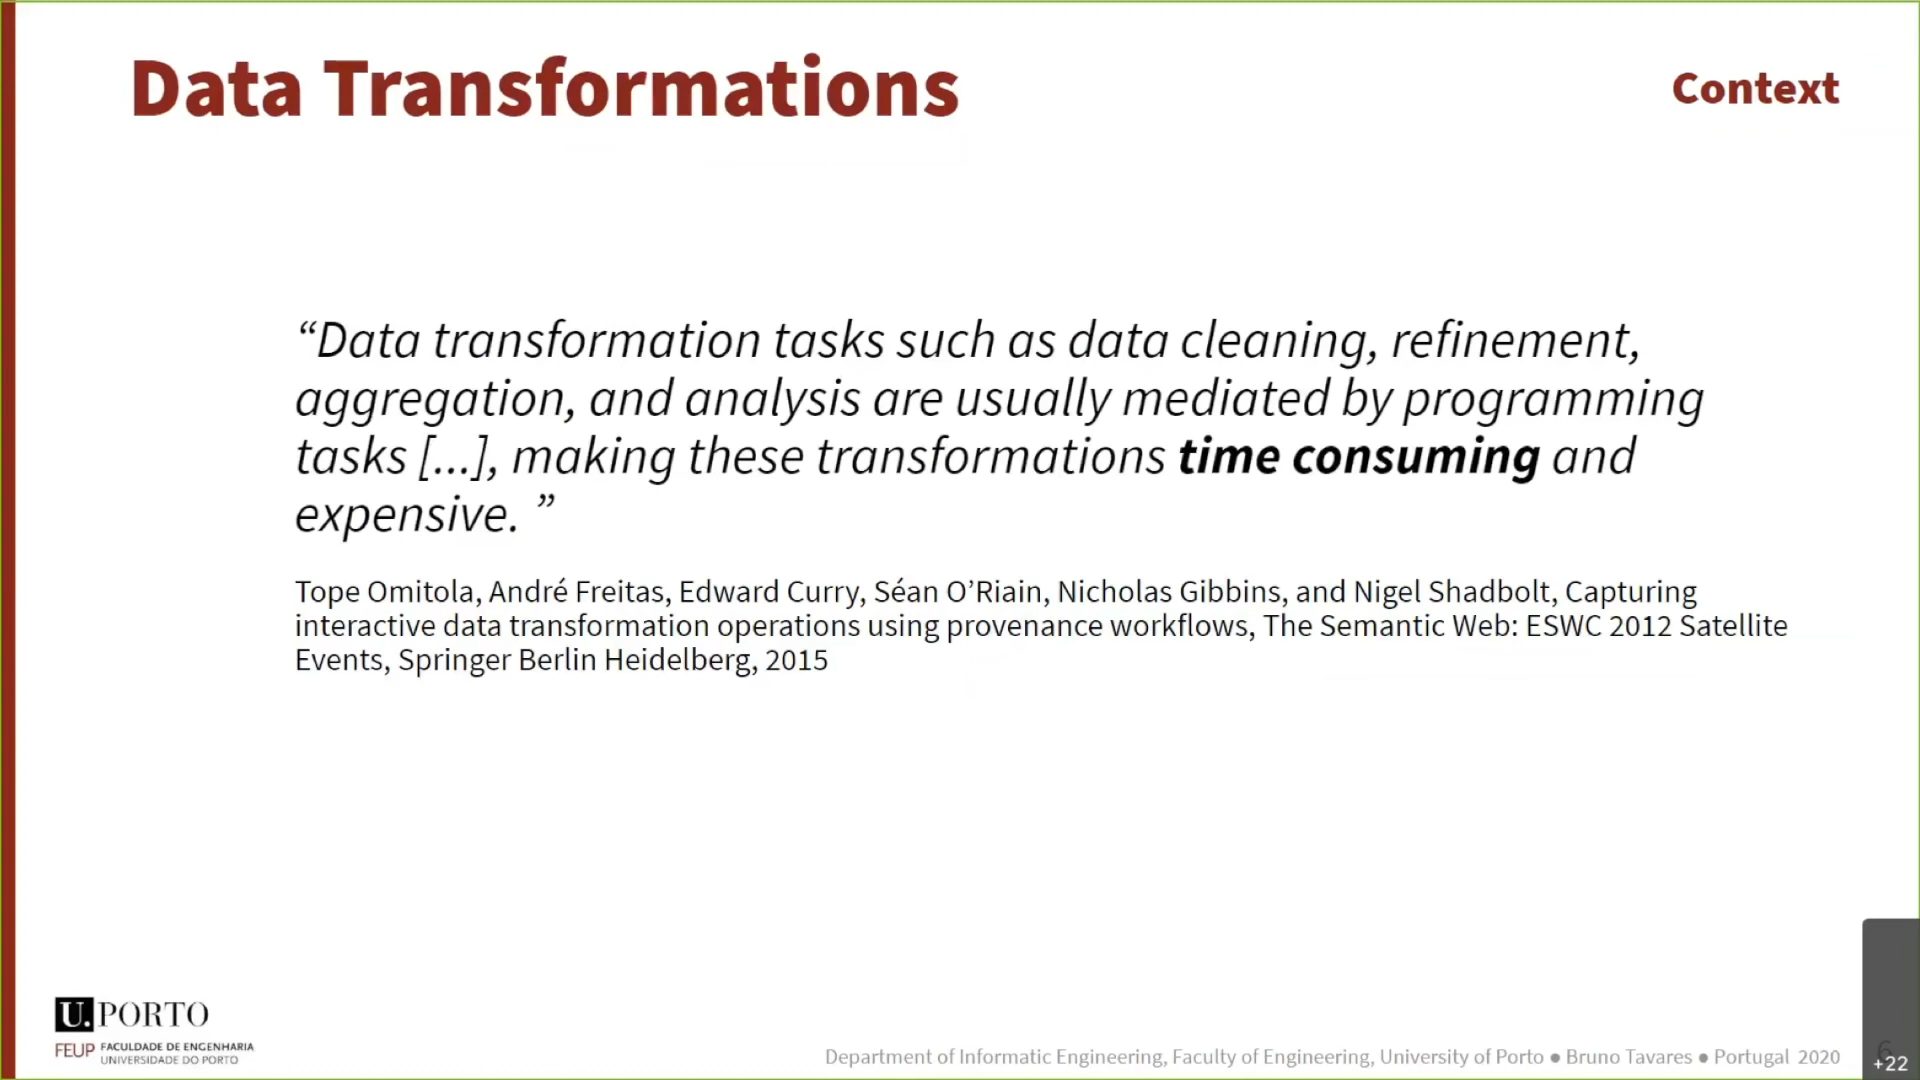 Data Transformations
Context
“Data transformation tasks such as data cleaning, refinement,
aggregation, and analysis are usually mediated by programming
tasks [...], making these transformations time consuming and
expensive. ”
Tope Omitola, André Freitas, Edward Curry, Séan O’Riain, Nicholas Gibbins, and Nigel Shadbolt, Capturing
interactive data transformation operations using provenance workflows, The Semantic Web: ESWC 2012 Satellite
Events, Springer Berlin Heidelberg, 2015
U.PORTO
FEUP FACULDADE DE ENGENHARIA
UNIVERSIDADE DO PORTO
Department of Informatic Engineering, Faculty of Engineering, University of Porto ● Bruno Tavares ● Portugal 2020
6
+22